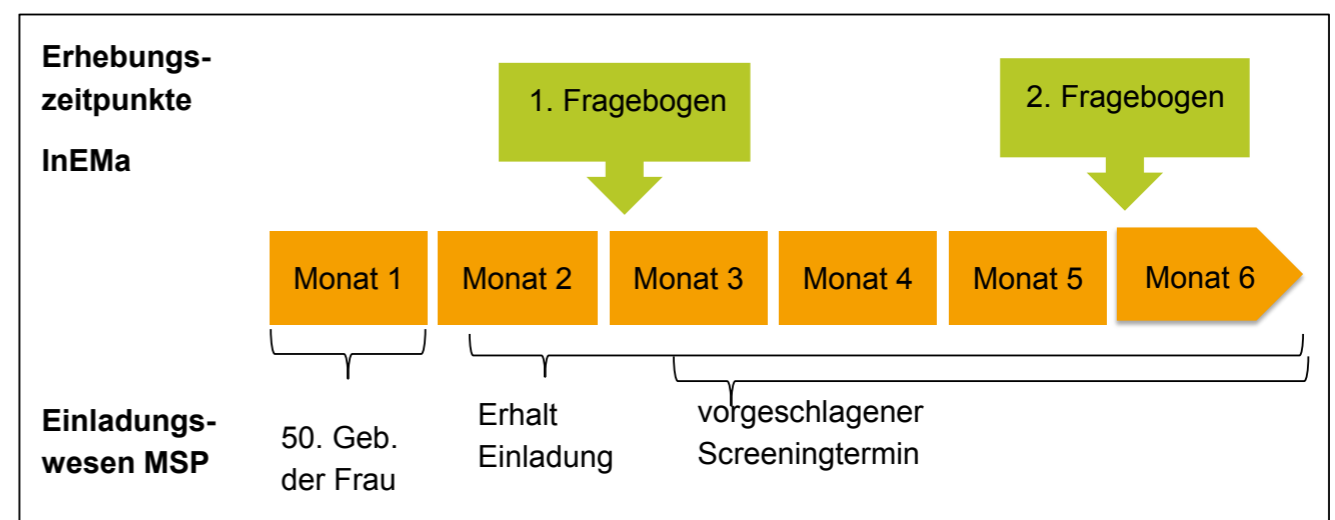 Erhebungs-
zeitpunkte
InEMa
1. Fragebogen
2. Fragebogen
Monat 1
Monat 2
Monat 3
Monat 4
Monat 5
Monat 6
Einladungs-
wesen MSP
50. Geb.
der Frau
Erhalt
Einladung
vorgeschlagener
Screeningtermin